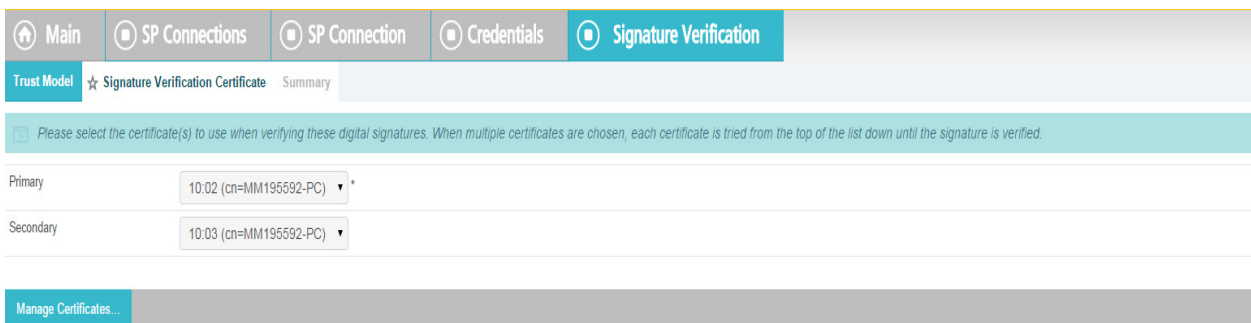 Main SP Connections SP Connection Credentials Signature Verification
Trust Model Signature Verification Certificate Summary
Please select the certificate(s) to use when verifying these digital signatures. When multiple certificates are chosen, each certificate is tried from the top of the list down until the signature is verified.
Primary 10:02 (cn=MM195592-PC) *
Secondary 10:03 (cn=MM195592-PC)
Manage Certificates...